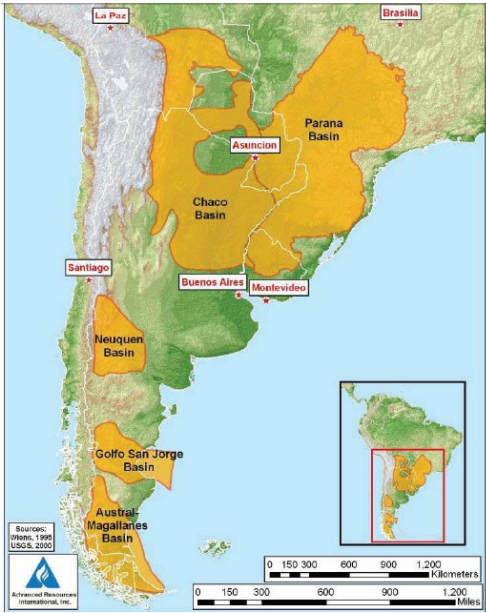 La Paz
Brasilia
Parana
Basin
Asuncion
Chaco
Basin
Santiago
Buenos Aires
Montevideo
Neuquen
Basin
Golfo San Jorge
Basin
Austral-
Magallanes
Basin
Sources:
Wiens, 1995
USGS, 2000
Advanced Resources
International, Inc.
0 150 300 600 900 1,200
Kilometers
0 150 300 600 900 1,200
Miles